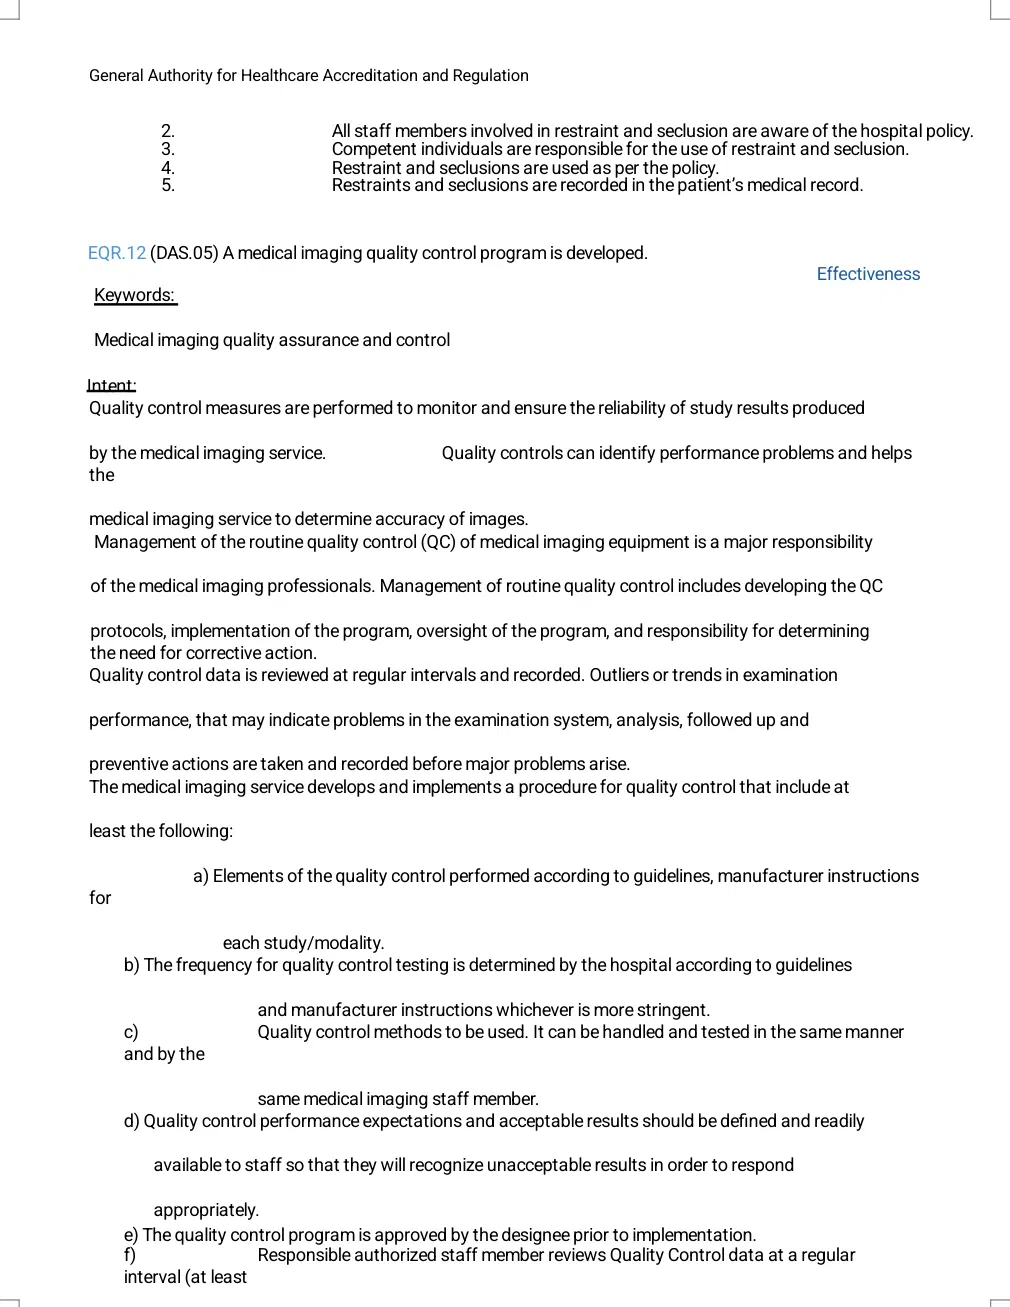 General Authority for Healthcare Accreditation and Regulation
2. All staff members involved in restraint and seclusion are aware of the hospital policy.
3. Competent individuals are responsible for the use of restraint and seclusion.
4. Restraint and seclusions are used as per the policy.
5. Restraints and seclusions are recorded in the patient’s medical record.
EQR.12 (DAS.05) A medical imaging quality control program is developed.
Effectiveness
Keywords:
Medical imaging quality assurance and control
Intent:
Quality control measures are performed to monitor and ensure the reliability of study results produced
by the medical imaging service. Quality controls can identify performance problems and helps
the
medical imaging service to determine accuracy of images.
Management of the routine quality control (QC) of medical imaging equipment is a major responsibility
of the medical imaging professionals. Management of routine quality control includes developing the QC
protocols, implementation of the program, oversight of the program, and responsibility for determining
the need for corrective action.
Quality control data is reviewed at regular intervals and recorded. Outliers or trends in examination
performance, that may indicate problems in the examination system, analysis, followed up and
preventive actions are taken and recorded before major problems arise.
The medical imaging service develops and implements a procedure for quality control that include at
least the following:
a) Elements of the quality control performed according to guidelines, manufacturer instructions
for
each study/modality.
b) The frequency for quality control testing is determined by the hospital according to guidelines
and manufacturer instructions whichever is more stringent.
c) Quality control methods to be used. It can be handled and tested in the same manner
and by the
same medical imaging staff member.
d) Quality control performance expectations and acceptable results should be defined and readily
available to staff so that they will recognize unacceptable results in order to respond
appropriately.
e) The quality control program is approved by the designee prior to implementation.
f) Responsible authorized staff member reviews Quality Control data at a regular
interval (at least